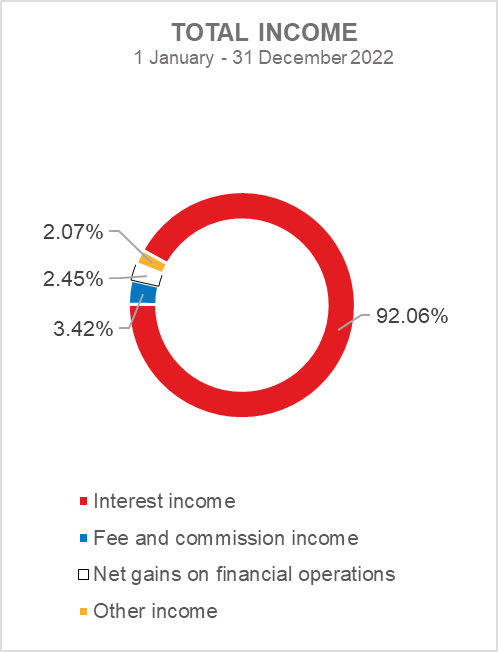 TOTAL INCOME
1 January - 31 December 2022
2.07%
2.45%
3.42%
92.06%
Interest income
Fee and commission income
Net gains on financial operations
Other income